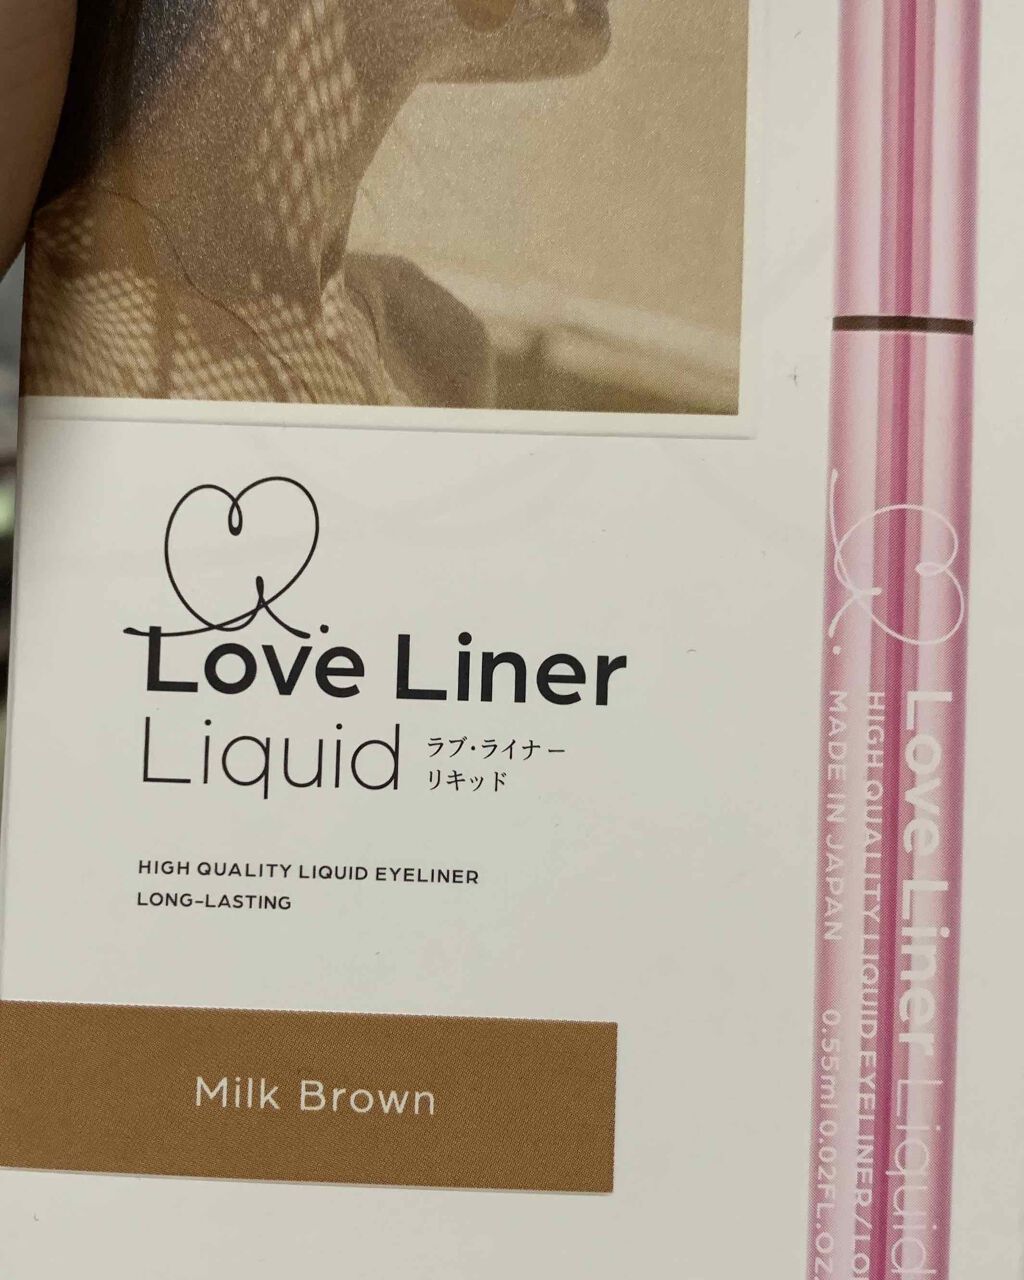 Love Liner
Liquid
ラブ・ライナー
リキッド
HIGH QUALITY LIQUID EYELINER
LONG-LASTING
Milk Brown
Love Liner Liquid
HIGH QUALITY LIQUID EYELINER / LO
MADE IN JAPAN 0.55ml 0.02FL.OZ.